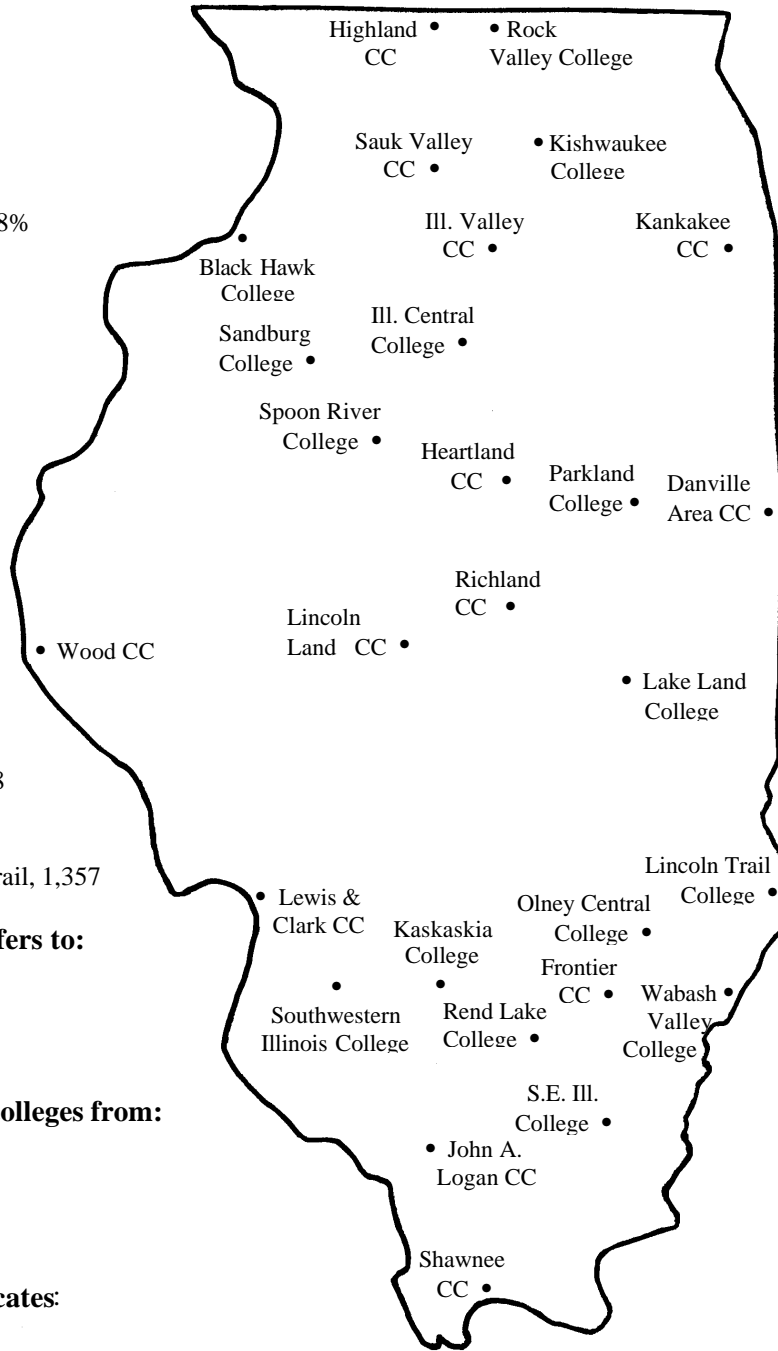 Highland
CC
Rock
Valley College
Sauk Valley
CC
Kishwaukee
College
8%
Ill. Valley
CC
Kankakee
CC
Black Hawk
College
Ill. Central
College
Sandburg
College
Spoon River
College
Heartland
CC
Parkland
College
Danville
Area CC
Richland
CC
Lincoln
Land CC
Wood CC
Lake Land
College
8
rail, 1,357
Lincoln Trail
College
Lewis &
Clark CC
Olney Central
College
Kaskaskia
College
fers to:
Frontier
CC
Wabash
Valley
College
Southwestern
Illinois College
Rend Lake
College
olleges from:
S.E. Ill.
College
John A.
Logan CC
Shawnee
CC
cates: